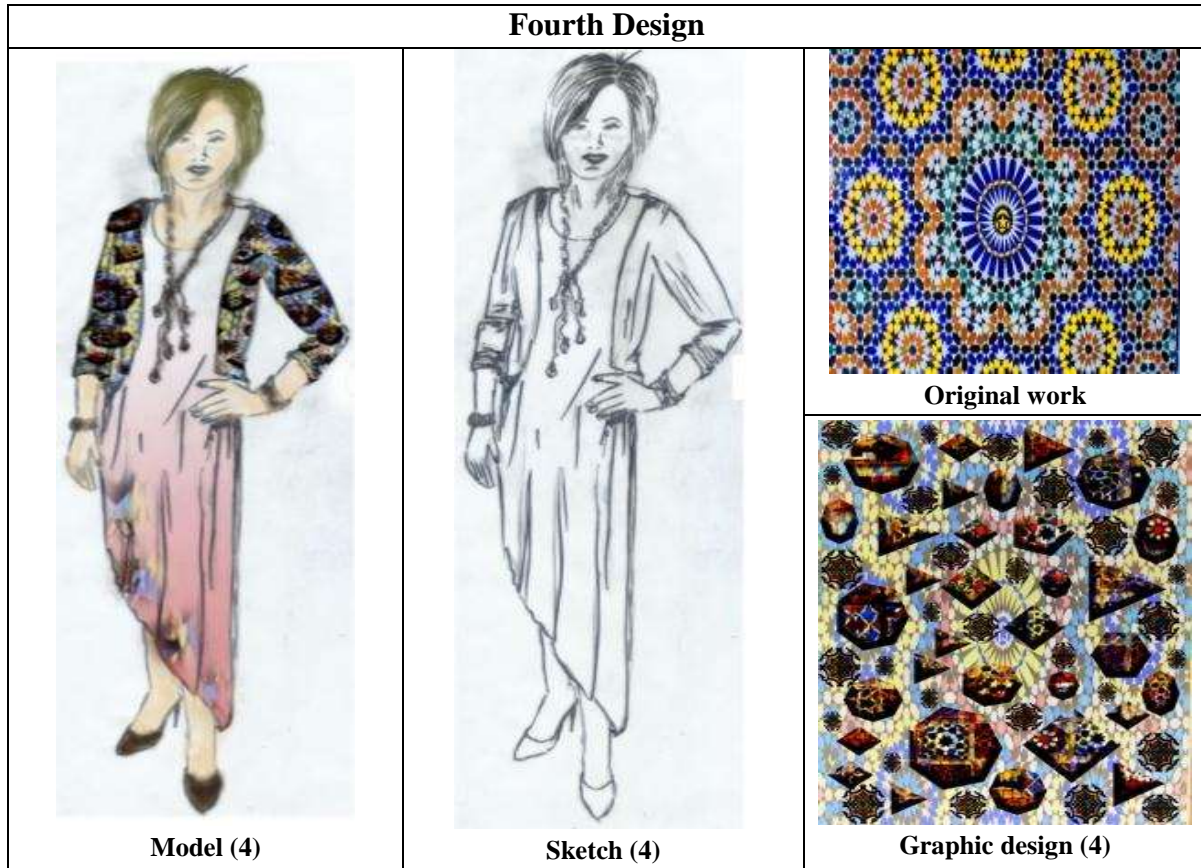 Fourth Design
Model (4)
Sketch (4)
Original work
Graphic design (4)